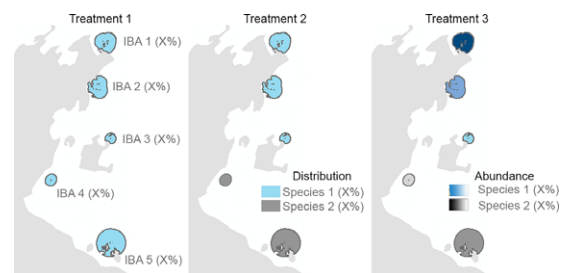 Treatment 1
IBA 1 (X%)
IBA 2 (X%)
IBA 3 (X%)
IBA 4 (X%)
IBA 5 (X%)
Treatment 2
Distribution
Species 1 (X%)
Species 2 (X%)
Treatment 3
Abundance
Species 1 (X%)
Species 2 (X%)